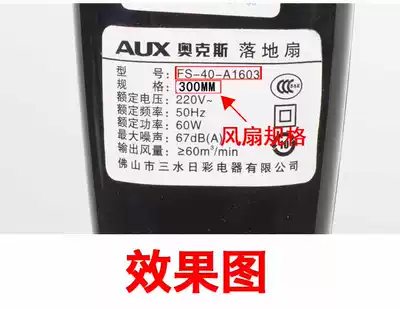 AUX 奥克斯 落地扇
型 号: FS-40-A1603
规 格: 300MM
额定电压: 220V~
额定频率: 50Hz
额定功率: 60W
最大噪声: 67dB(A)
输出风量: ≥60m³/min
佛山市三水日彩电器有限公司
CCC
风扇规格
10
效果图